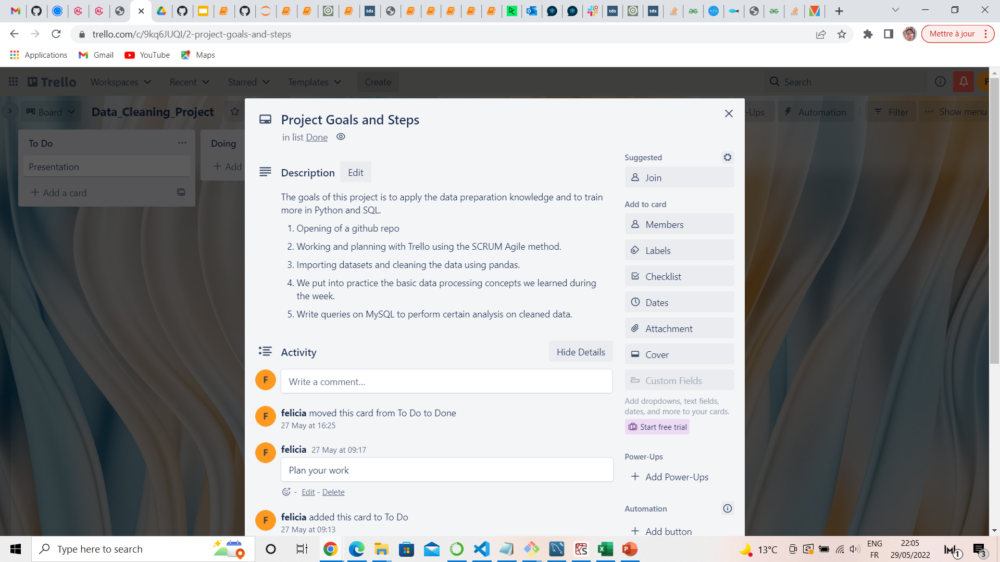 trello.com/c/9kq6JUQI/2-project-goals-and-steps
Mettre à jour
Applications Gmail YouTube Maps
Trello Workspaces Recent Starred Templates Create Search F
Board Data_Cleaning_Project -Ups Automation Filter Show menu
To Do
Presentation
Add a card
Doing
Add
Project Goals and Steps
in list Done
Description Edit
The goals of this project is to apply the data preparation knowledge and to train
more in Python and SQL.
1. Opening of a github repo
2. Working and planning with Trello using the SCRUM Agile method.
3. Importing datasets and cleaning the data using pandas.
4. We put into practice the basic data processing concepts we learned during
the week.
5. Write queries on MySQL to perform certain analysis on cleaned data.
Activity Hide Details
F Write a comment...
F felicia moved this card from To Do to Done
27 May at 16:25
F felicia 27 May at 09:17
Plan your work
- Edit - Delete
F felicia added this card to To Do
27 May at 09:13
Suggested
Join
Add to card
Members
Labels
Checklist
Dates
Attachment
Cover
Custom Fields
Add dropdowns, text fields,
dates, and more to your cards.
Start free trial
Power-Ups
Add Power-Ups
Automation
Add button
Type here to search
13°C
ENG
FR
22:05
29/05/2022
1
3